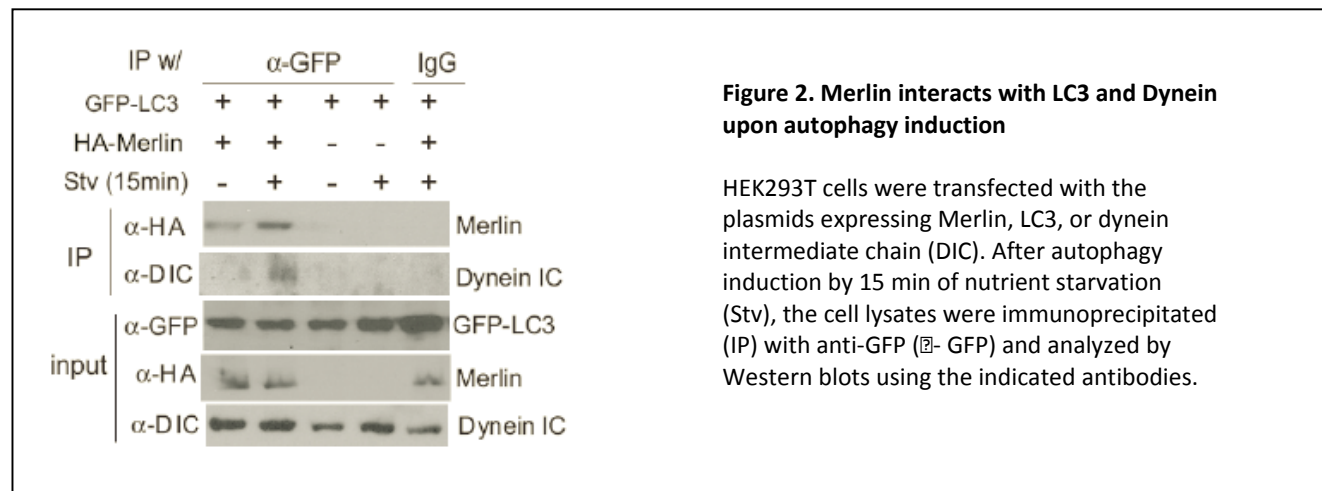 IP w/ α-GFP IgG
GFP-LC3 + + + + +
HA-Merlin + + - - +
Stv (15min) - + - + +
IP
α-HA Merlin
α-DIC Dynein IC
input
α-GFP GFP-LC3
α-HA Merlin
α-DIC Dynein IC
Figure 2. Merlin interacts with LC3 and Dynein
upon autophagy induction
HEK293T cells were transfected with the
plasmids expressing Merlin, LC3, or dynein
intermediate chain (DIC). After autophagy
induction by 15 min of nutrient starvation
(Stv), the cell lysates were immunoprecipitated
(IP) with anti-GFP (⍰- GFP) and analyzed by
Western blots using the indicated antibodies.